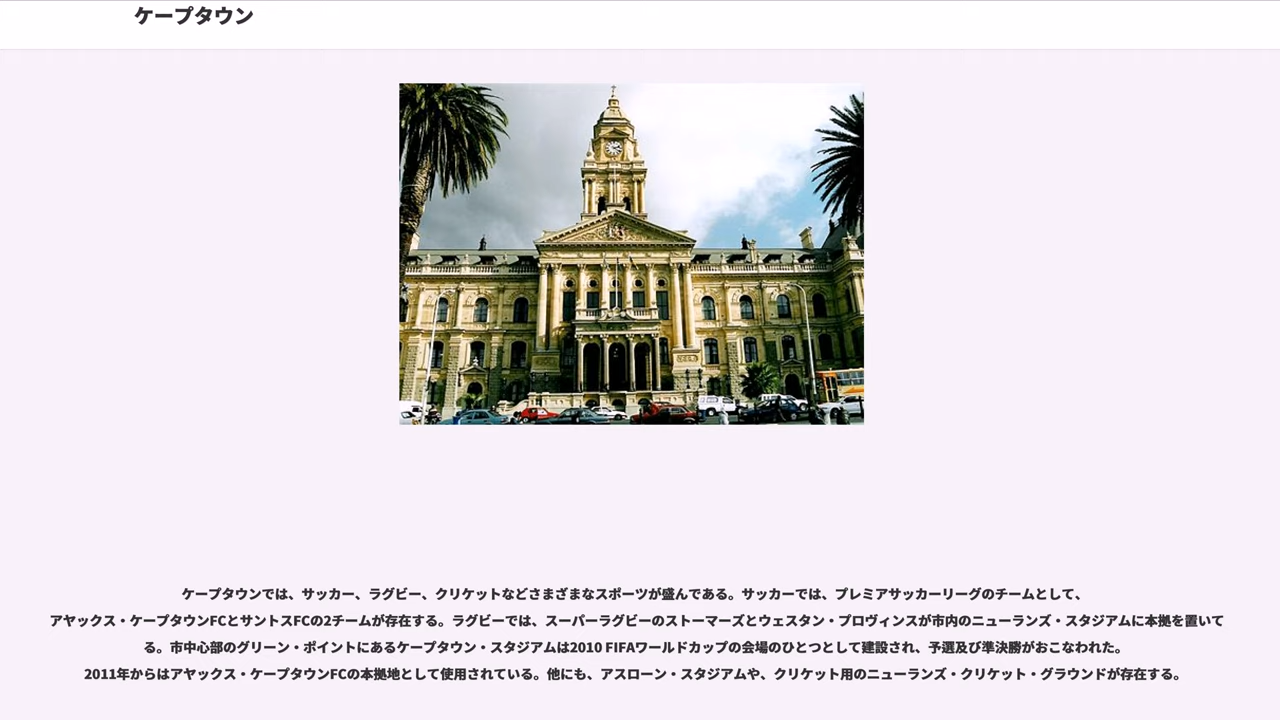 ケープタウン
ケープタウンでは、サッカー、ラグビー、クリケットなどさまざまなスポーツが盛んである。サッカーでは、プレミアサッカーリーグのチームとして、
アヤックス・ケープタウンFCとサントスFCの2チームが存在する。ラグビーでは、スーパーラグビーのストーマーズとウェスタン・プロヴィンスが市内のニューランズ・スタジアムに本拠を置いて
る。市中心部のグリーン・ポイントにあるケープタウン・スタジアムは2010 FIFAワールドカップの会場のひとつとして建設され、予選及び準決勝がおこなわれた。
2011年からはアヤックス・ケープタウンFCの本拠地として使用されている。他にも、アスローン・スタジアムや、クリケット用のニューランズ・クリケット・グラウンドが存在する。